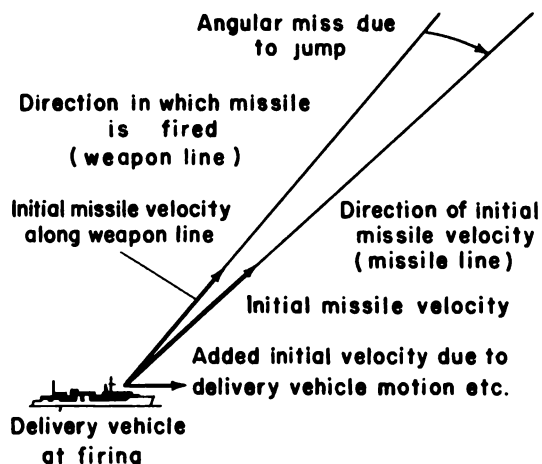 Angular miss due
to jump
Direction in which missile
is fired
(weapon line)
Initial missile velocity
along weapon line
Direction of initial
missile velocity
(missile line)
Initial missile velocity
Added initial velocity due to
delivery vehicle motion etc.
Delivery vehicle
at firing